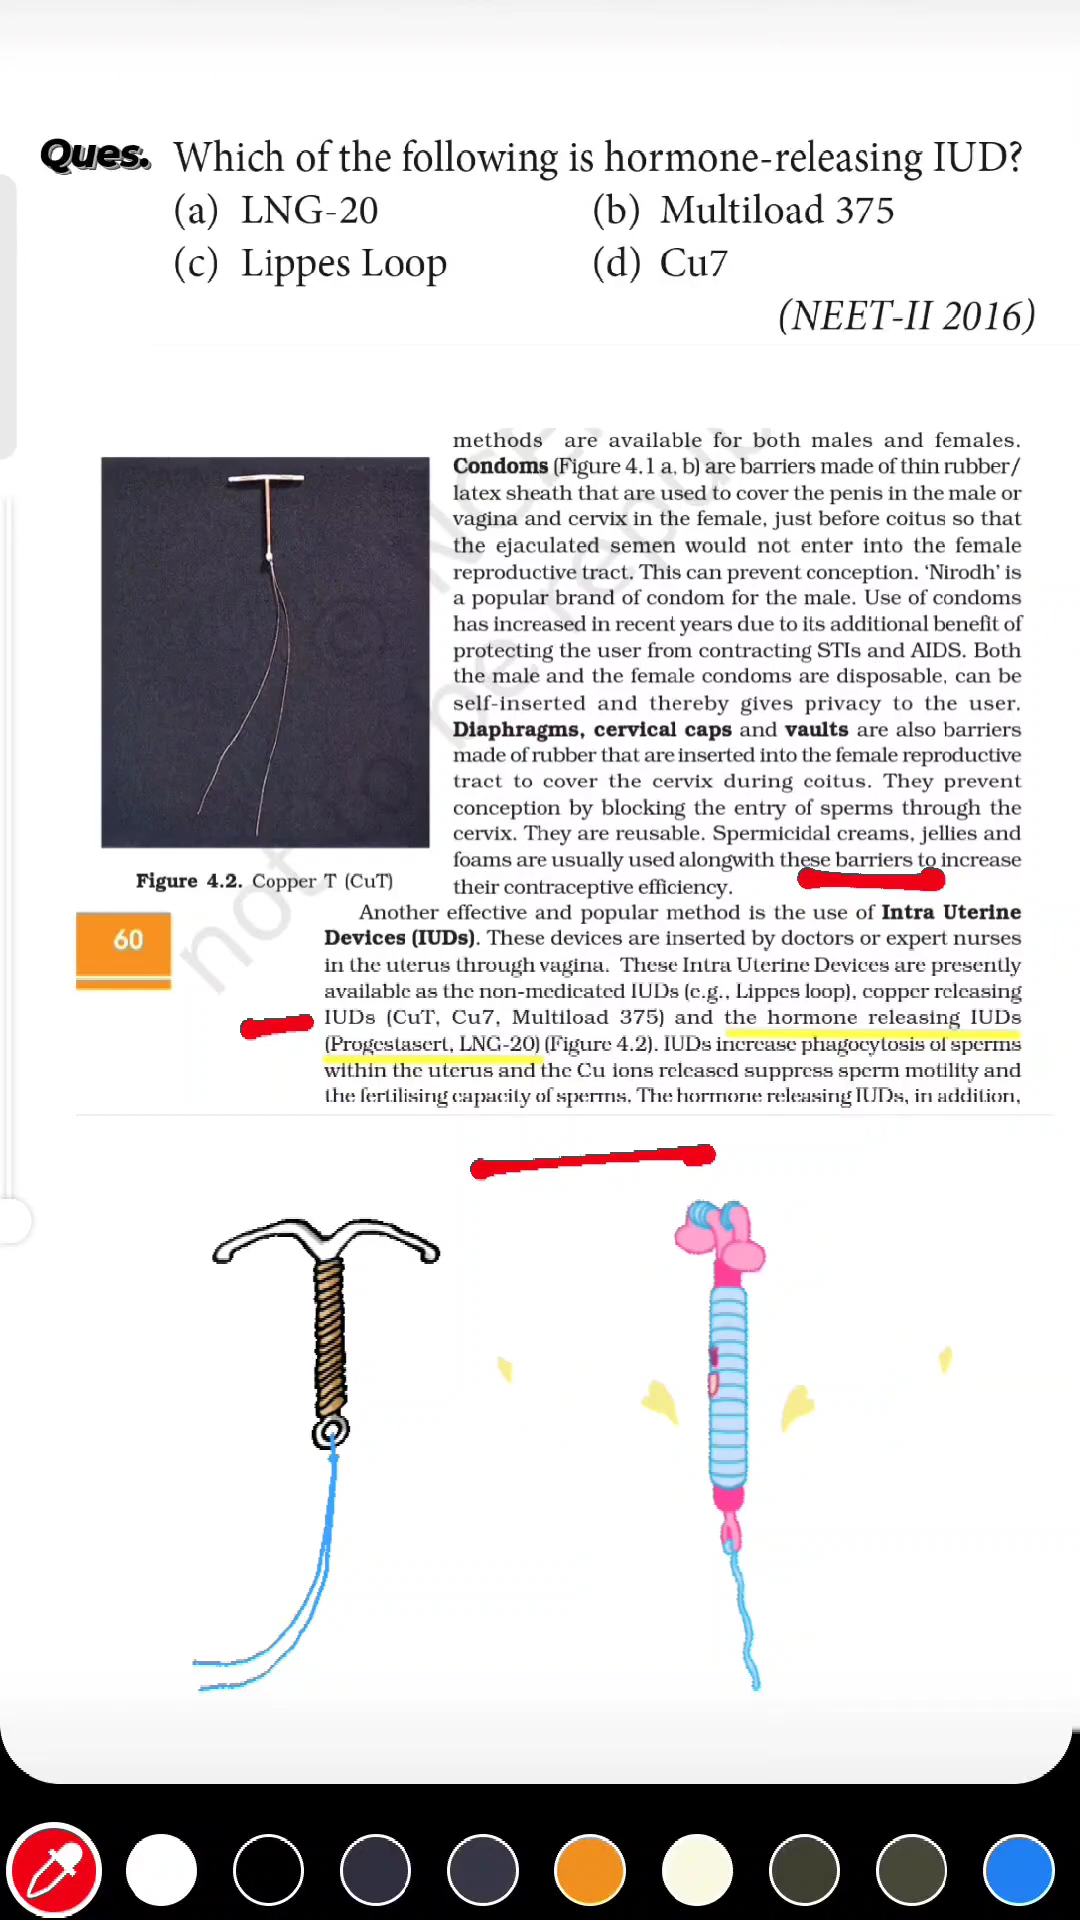 Ques. Which of the following is hormone-releasing IUD?
(a) LNG-20 (b) Multiload 375
(c) Lippes Loop (d) Cu7
(NEET-II 2016)
methods are available for both males and females.
Condoms (Figure 4.1 a, b) are barriers made of thin rubber/
latex sheath that are used to cover the penis in the male or
vagina and cervix in the female, just before coitus so that
the ejaculated semen would not enter into the female
reproductive tract. This can prevent conception. ‘Nirodh’ is
a popular brand of condom for the male. Use of condoms
has increased in recent years due to its additional benefit of
protecting the user from contracting STIs and AIDS. Both
the male and the female condoms are disposable, can be
self-inserted and thereby gives privacy to the user.
Diaphragms, cervical caps and vaults are also barriers
made of rubber that are inserted into the female reproductive
tract to cover the cervix during coitus. They prevent
conception by blocking the entry of sperms through the
cervix. They are reusable. Spermicidal creams, jellies and
foams are usually used alongwith these barriers to increase
their contraceptive efficiency.
Figure 4.2. Copper T (CuT)
60
Another effective and popular method is the use of Intra Uterine
Devices (IUDs). These devices are inserted by doctors or expert nurses
in the uterus through vagina. These Intra Uterine Devices are presently
available as the non-medicated IUDs (e.g., Lippes loop), copper releasing
IUDs (CuT, Cu7, Multiload 375) and the hormone releasing IUDs
(Progestasert, LNG-20) (Figure 4.2). IUDs increase phagocytosis of sperms
within the uterus and the Cu ions released suppress sperm motility and
the fertilising capacity of sperms. The hormone releasing IUDs, in addition,
not be repub